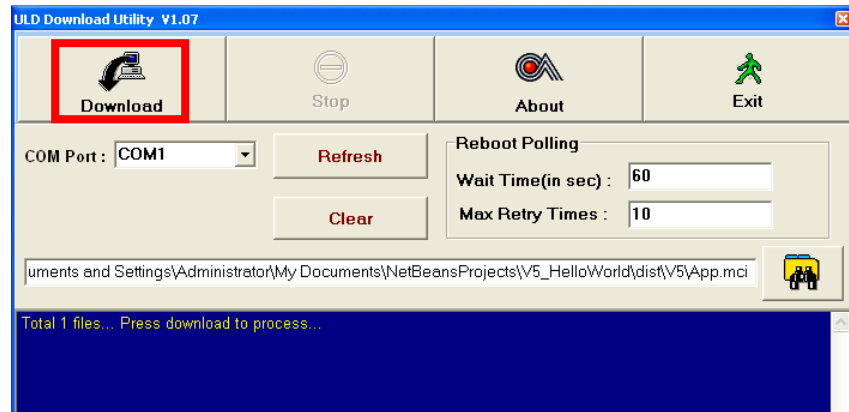 ULD Download Utility V1.07
Download
Stop
About
Exit
COM Port : COM1
Refresh
Clear
Reboot Polling
Wait Time(in sec) : 60
Max Retry Times : 10
uments and Settings\Administrator\My Documents\NetBeansProjects\V5_HelloWorld\dist\V5\App.mci
Total 1 files... Press download to process...